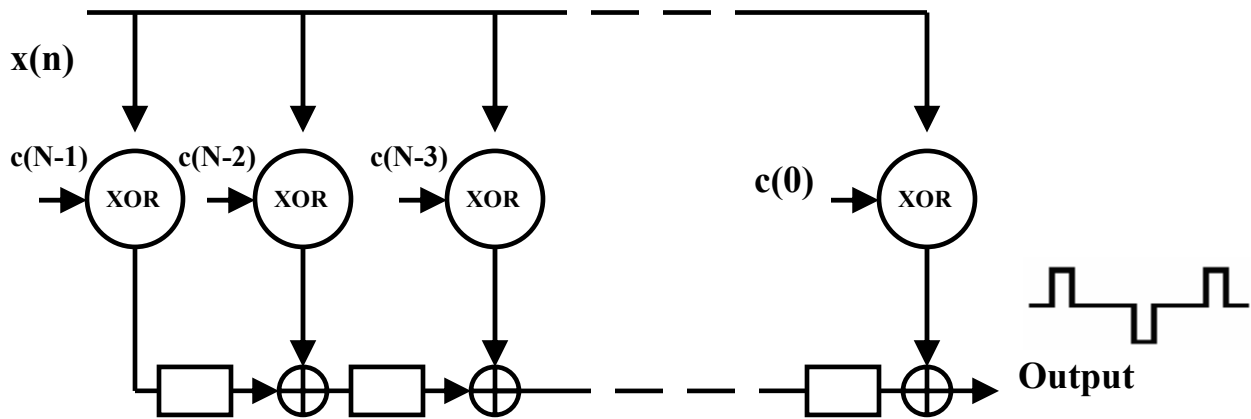 x(n)
c(N-1) c(N-2) c(N-3) c(0)
XOR XOR XOR XOR
Output